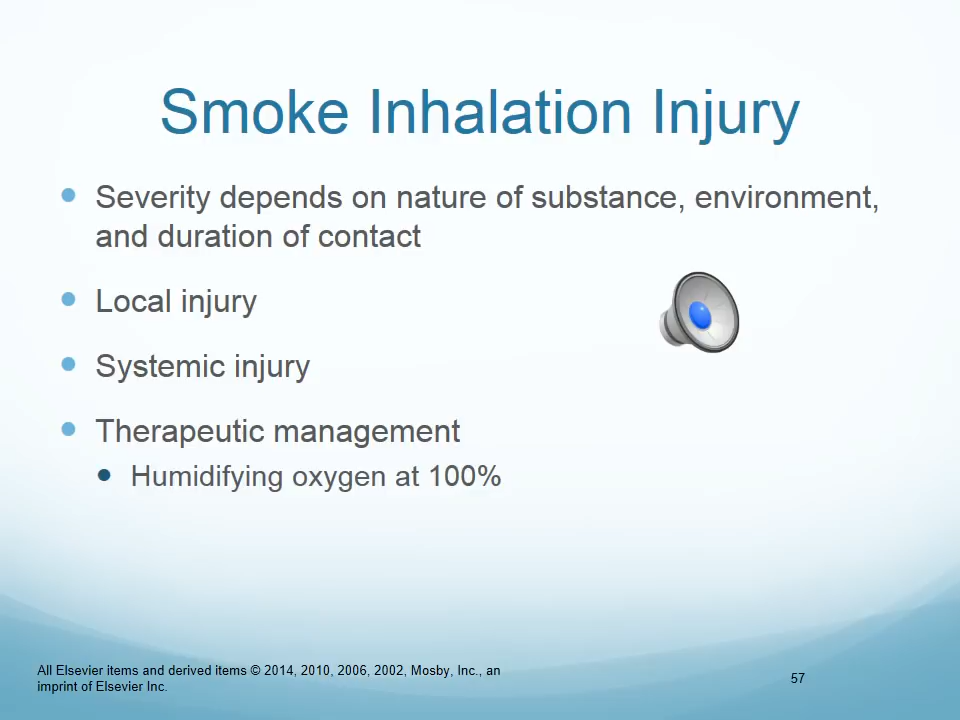 Smoke Inhalation Injury
Severity depends on nature of substance, environment,
and duration of contact
Local injury
Systemic injury
Therapeutic management
Humidifying oxygen at 100%
All Elsevier items and derived items © 2014, 2010, 2006, 2002, Mosby, Inc., an
imprint of Elsevier Inc.
57